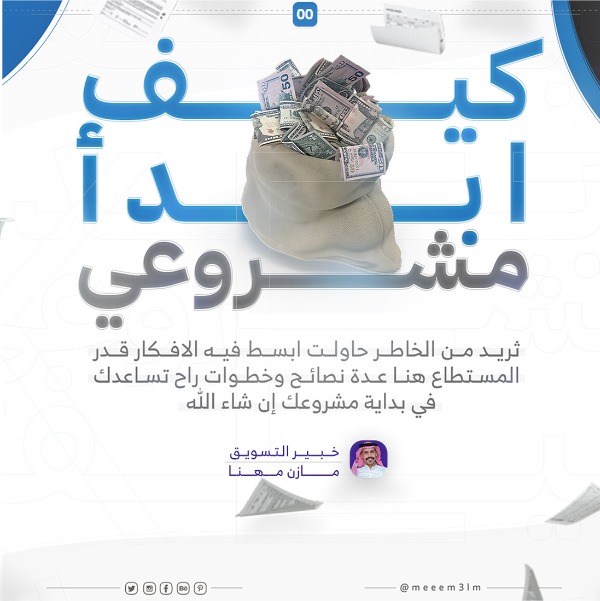 00
كيف
ابدأ
مشروعي
ثريد من الخاطر حاولت ابسط فيه الافكار قدر
المستطاع هنا عدة نصائح وخطوات راح تساعدك
في بداية مشروعك إن شاء الله
خبير التسويق
مازن مهنا
@meeem3lm